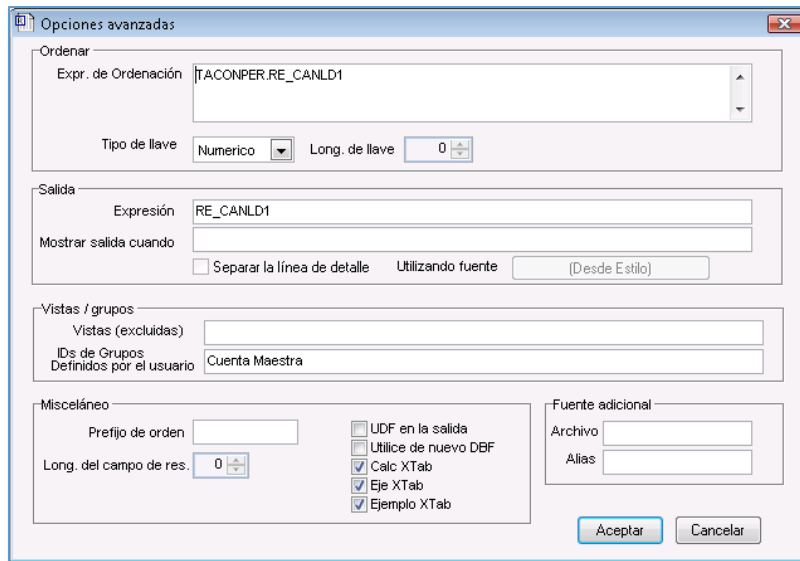 Opciones avanzadas
Ordenar
Expr. de Ordenación TACONPER.RE_CANLD1
Tipo de llave Numerico Long. de llave 0
Salida
Expresión RE_CANLD1
Mostrar salida cuando
Separar la línea de detalle Utilizando fuente (Desde Estilo)
Vistas / grupos
Vistas (excluidas)
IDs de Grupos
Definidos por el usuario Cuenta Maestra
Misceláneo
Prefijo de orden
Long. del campo de res. 0
UDF en la salida
Utilice de nuevo DBF
Calc XTab
Eje XTab
Ejemplo XTab
Fuente adicional
Archivo
Alias
Aceptar Cancelar